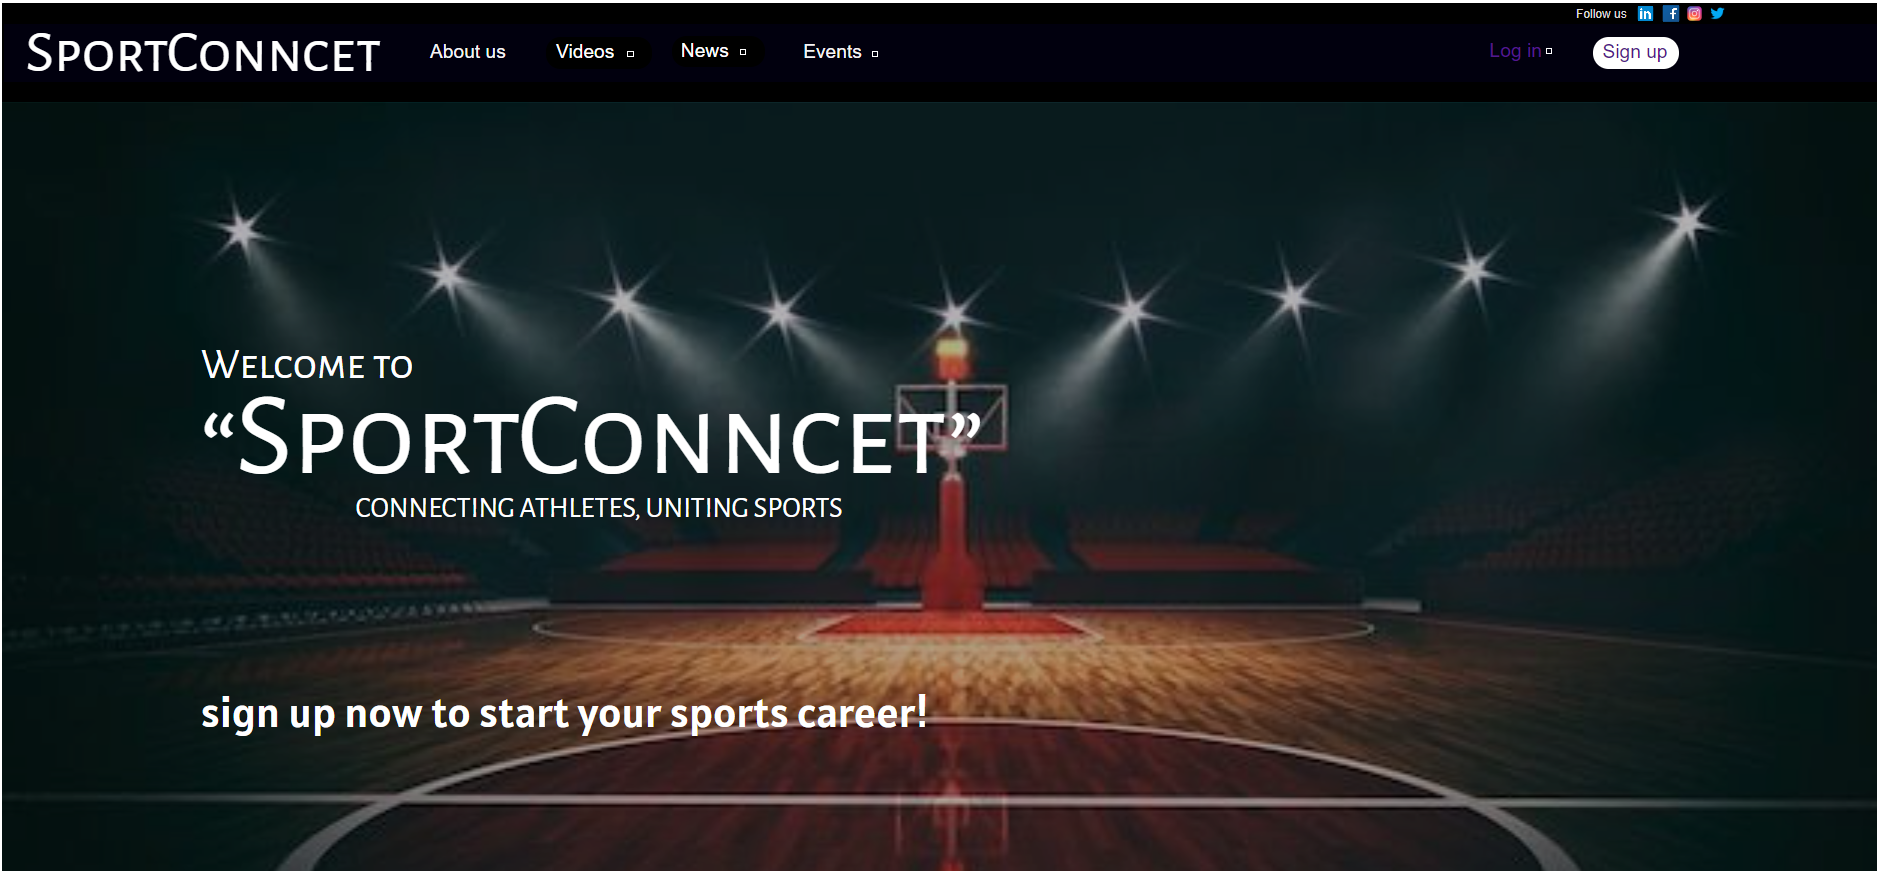 Follow us
SPORTCONNCET
About us
Videos
News
Events
Log in
Sign up
WELCOME TO
“SPORTCONNCET”
CONNECTING ATHLETES, UNITING SPORTS
sign up now to start your sports career!